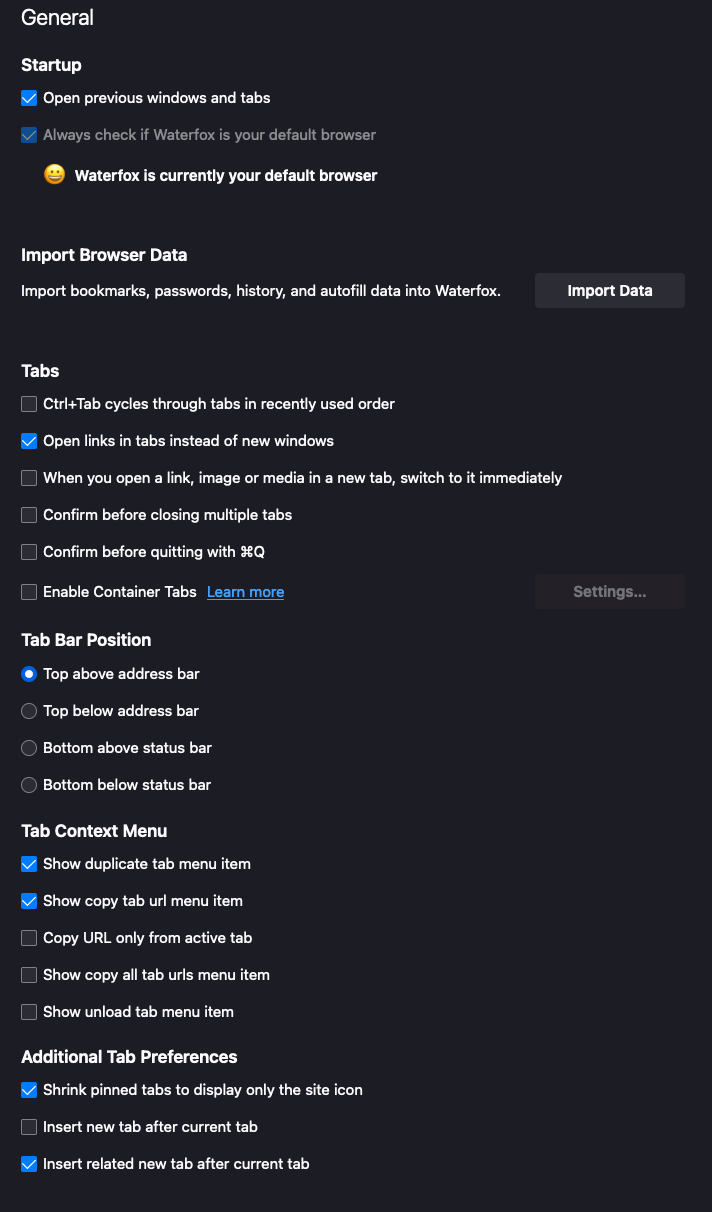 General
Startup
Open previous windows and tabs
Always check if Waterfox is your default browser
Waterfox is currently your default browser
Import Browser Data
Import bookmarks, passwords, history, and autofill data into Waterfox. Import Data
Tabs
Ctrl+Tab cycles through tabs in recently used order
Open links in tabs instead of new windows
When you open a link, image or media in a new tab, switch to it immediately
Confirm before closing multiple tabs
Confirm before quitting with ⌘Q
Enable Container Tabs Learn more Settings...
Tab Bar Position
Top above address bar
Top below address bar
Bottom above status bar
Bottom below status bar
Tab Context Menu
Show duplicate tab menu item
Show copy tab url menu item
Copy URL only from active tab
Show copy all tab urls menu item
Show unload tab menu item
Additional Tab Preferences
Shrink pinned tabs to display only the site icon
Insert new tab after current tab
Insert related new tab after current tab